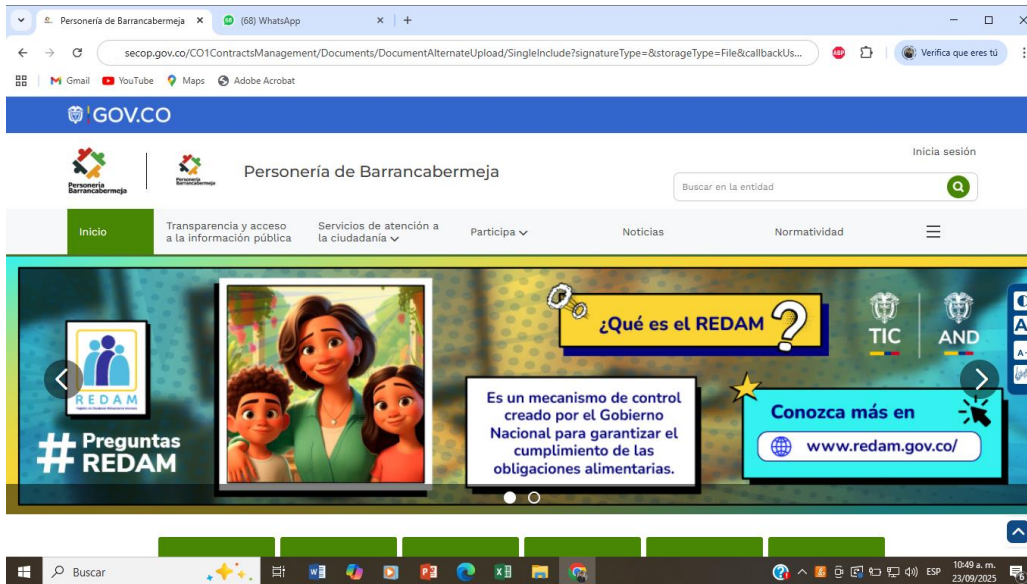 Personería de Barrancabermeja
(68) WhatsApp
secop.gov.co/CO1ContractsManagement/Documents/DocumentAlternateUpload/SingleInclude?signatureType=&storageType=File&callbackUs...
ABP
Verifica que eres tú
Gmail
YouTube
Maps
Adobe Acrobat
GOV.CO
Inicia sesión
Personería
Barrancabermeja
Personería
Barrancabermeja
Personería de Barrancabermeja
Buscar en la entidad
Inicio
Transparencia y acceso
a la información pública
Servicios de atención a
la ciudadanía
Participa
Noticias
Normatividad
REDAM
# Preguntas
REDAM
¿Qué es el REDAM ?
Es un mecanismo de control
creado por el Gobierno
Nacional para garantizar el
cumplimiento de las
obligaciones alimentarias.
TIC
AND
Conozca más en
www.redam.gov.co/
Buscar
ESP
10:49 a. m.
23/09/2025